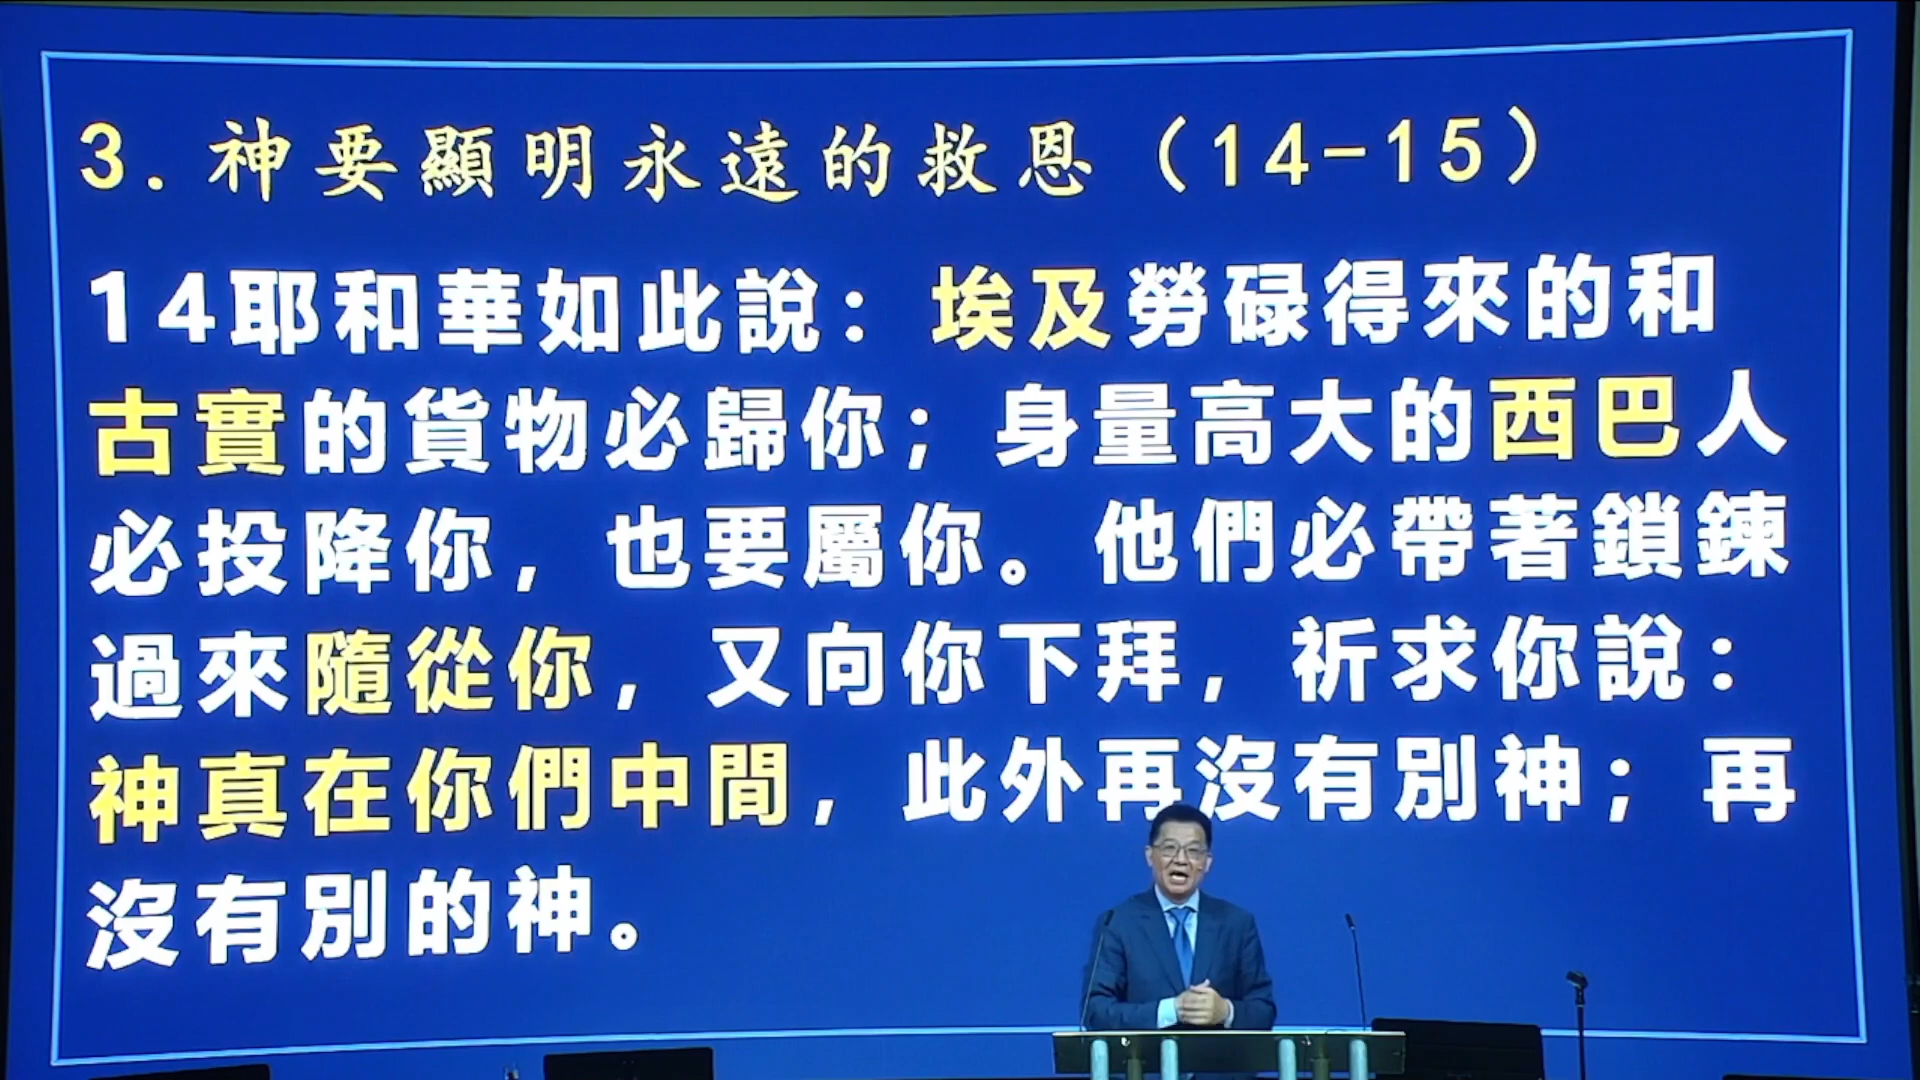 3.神要顯明永遠的救恩（14-15）
14耶和華如此說：埃及勞碌得來的和
古實的貨物必歸你；身量高大的西巴人
必投降你，也要屬你。他們必帶著鎖鍊
過來隨從你，又向你下拜，祈求你說：
神真在你們中間，此外再沒有別神；再
沒有別的神。